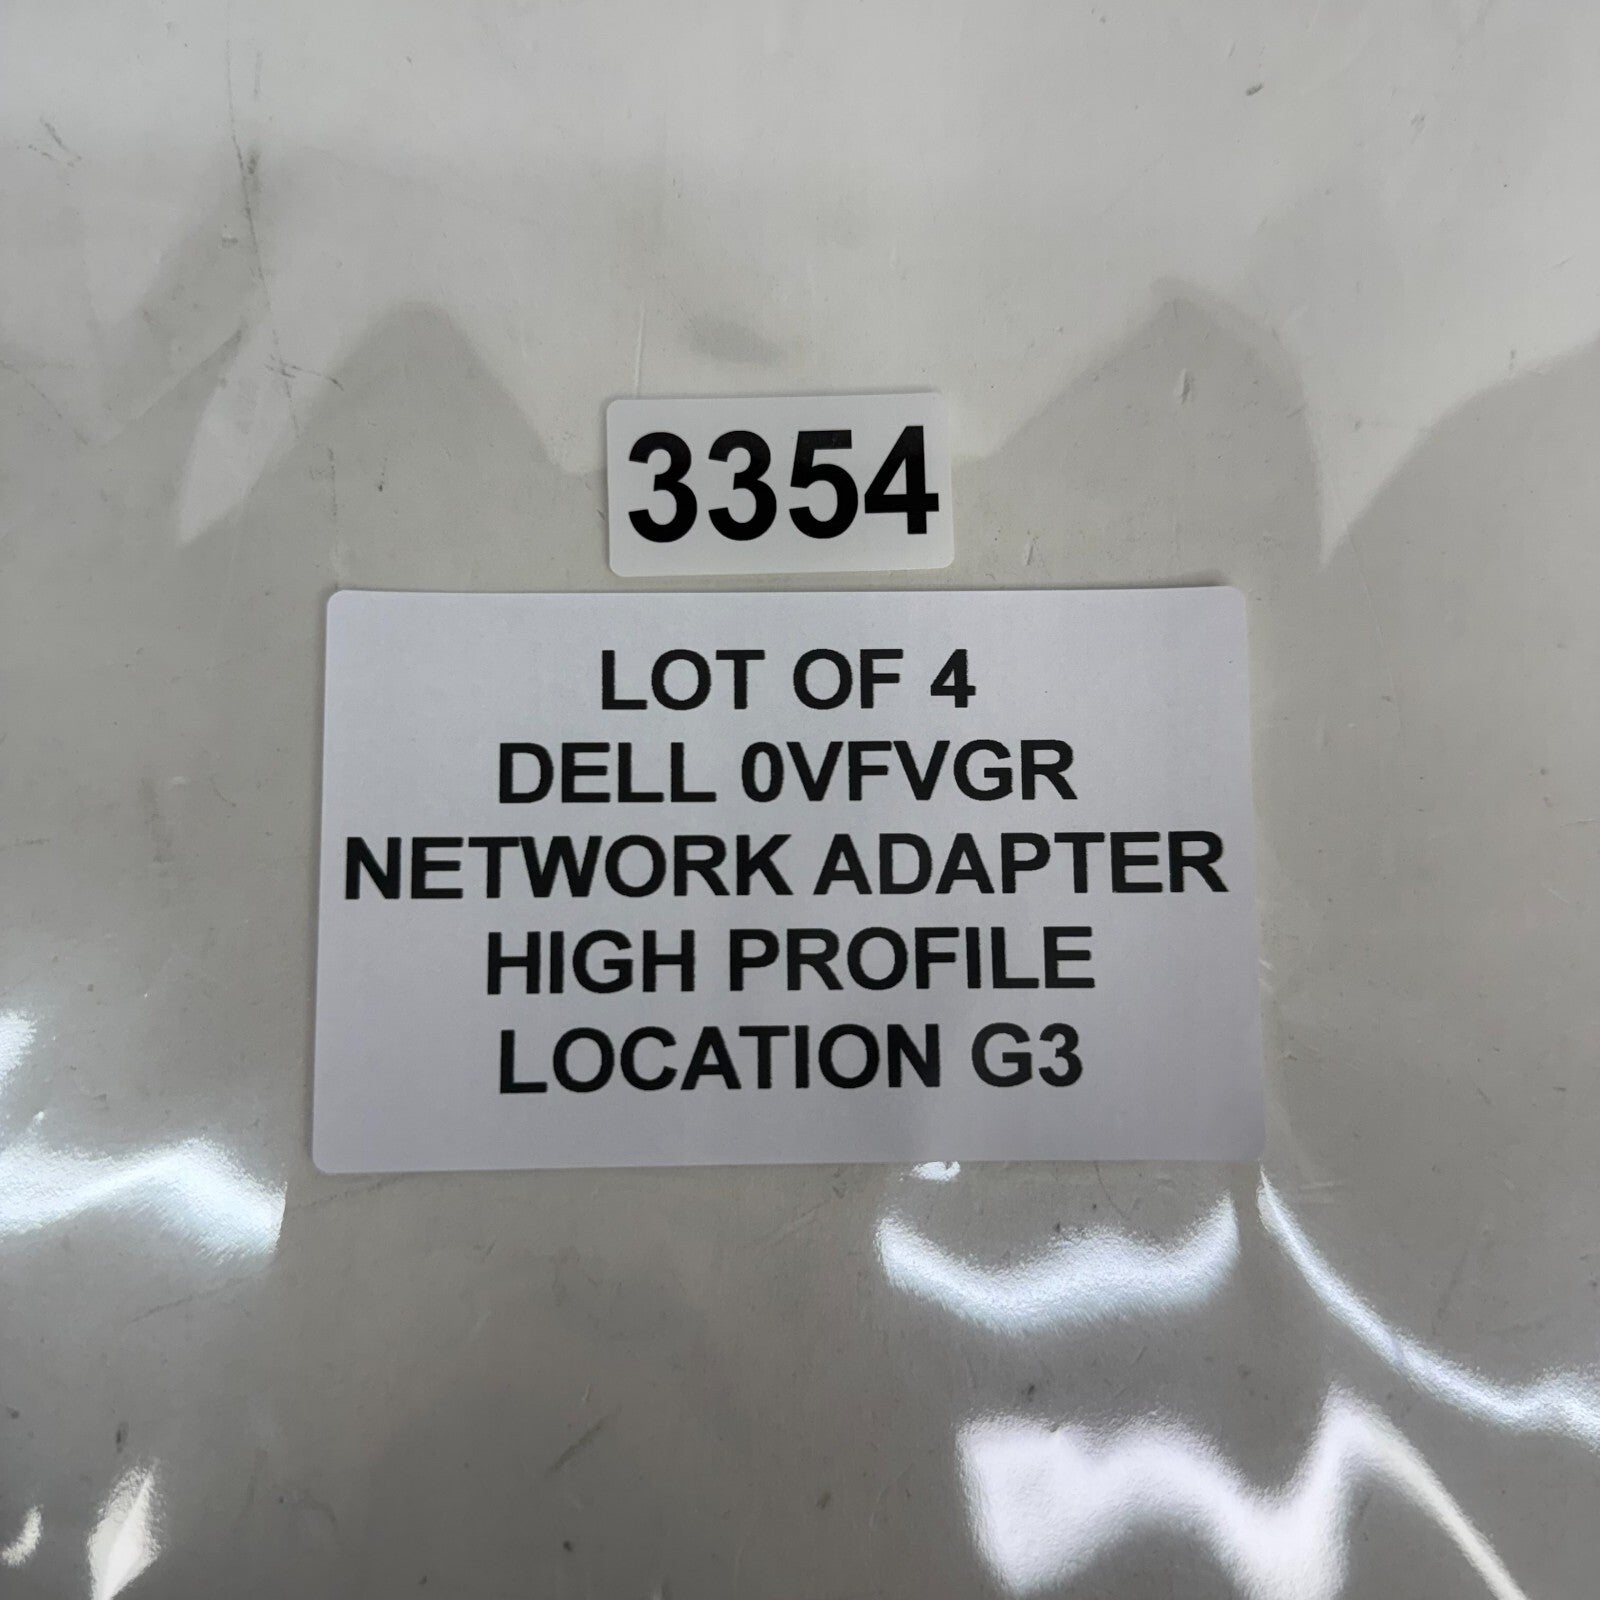 3354
LOT OF 4
DELL 0VFVGR
NETWORK ADAPTER
HIGH PROFILE
LOCATION G3